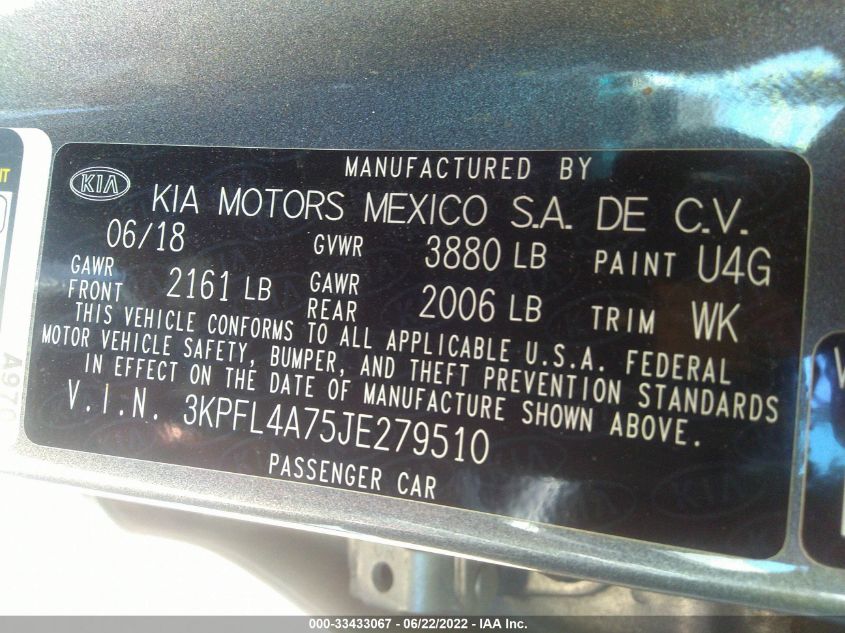 MANUFACTURED BY
KIA KIA MOTORS MEXICO S.A. DE C.V.
06/18 GVWR 3880 LB PAINT U4G
GAWR FRONT 2161 LB GAWR REAR 2006 LB TRIM WK
THIS VEHICLE CONFORMS TO ALL APPLICABLE U.S.A. FEDERAL
MOTOR VEHICLE SAFETY, BUMPER, AND THEFT PREVENTION STANDARDS
IN EFFECT ON THE DATE OF MANUFACTURE SHOWN ABOVE.
V.I.N. 3KPFL4A75JE279510
PASSENGER CAR
A970
000-33433067 - 06/22/2022 - IAA Inc.